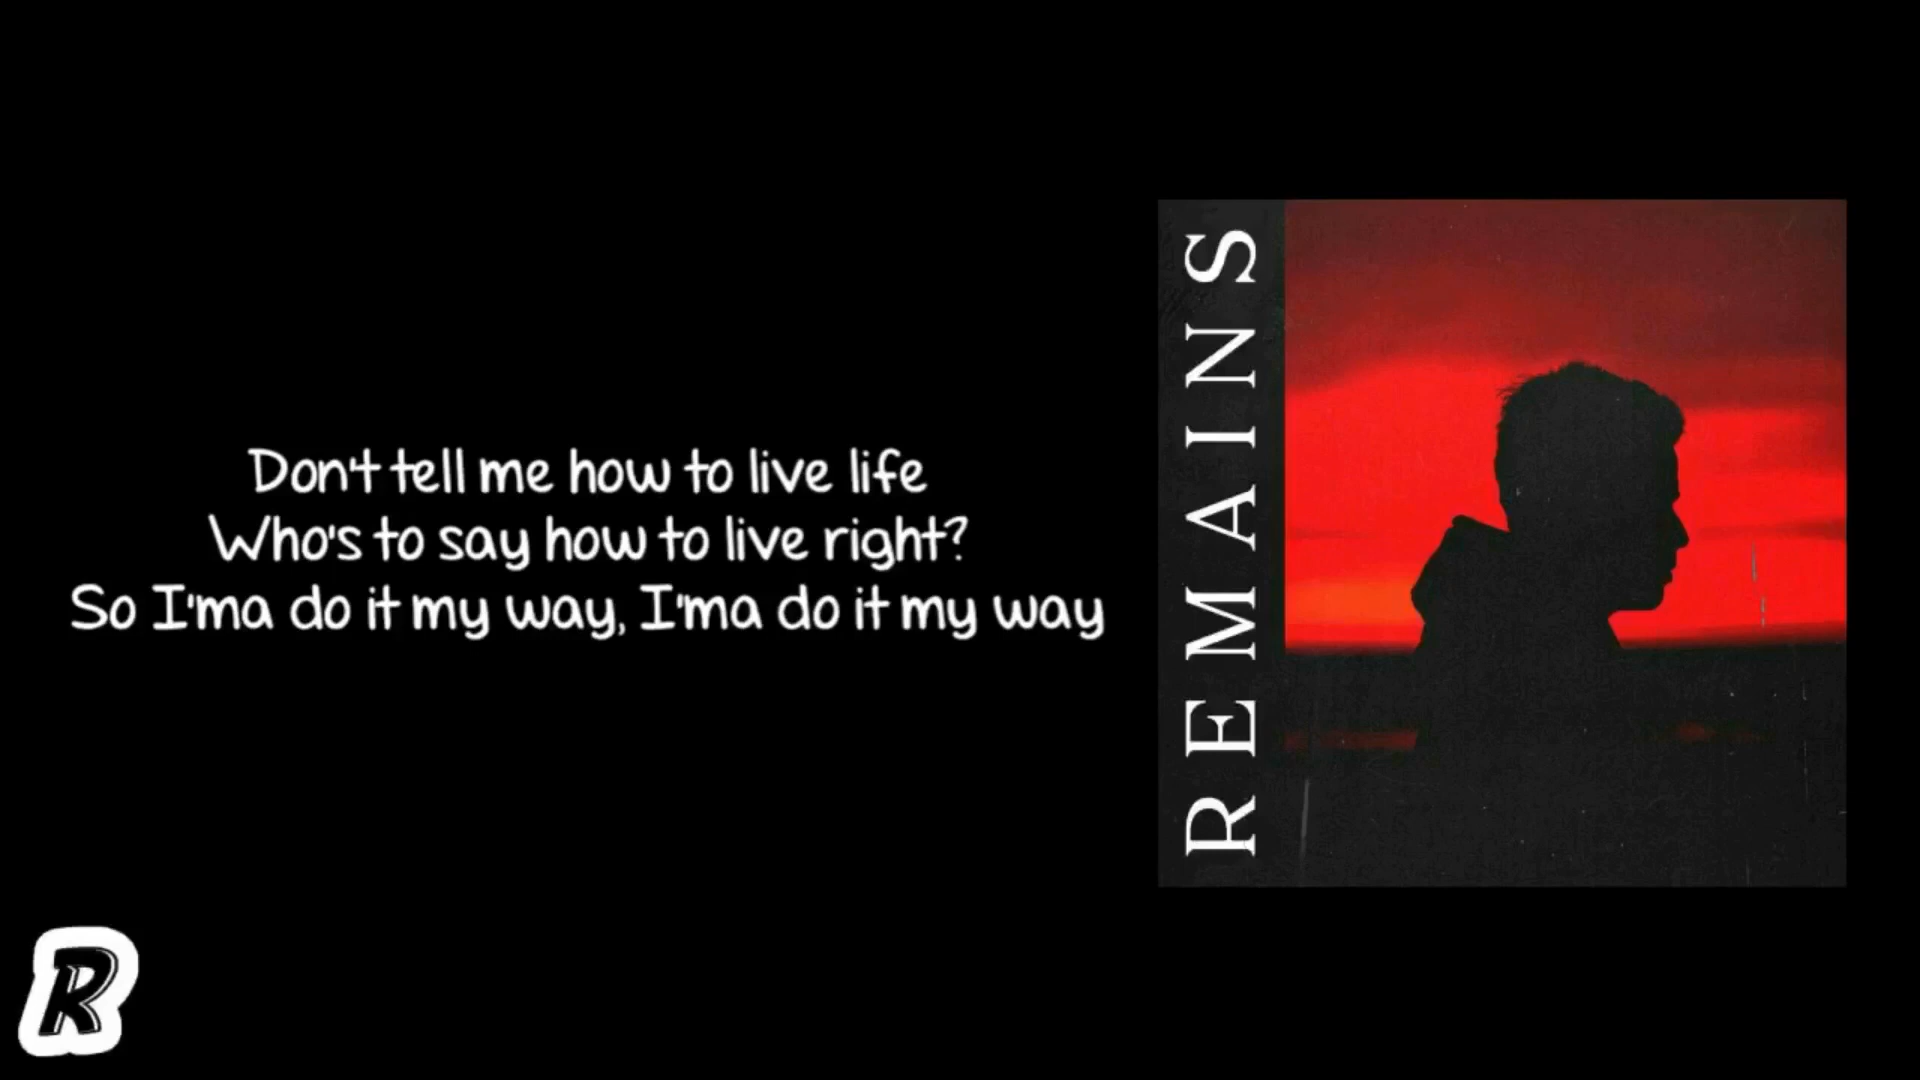 Don't tell me how to live life
Who's to say how to live right?
So I'ma do it my way, I'ma do it my way
REMAINS
R